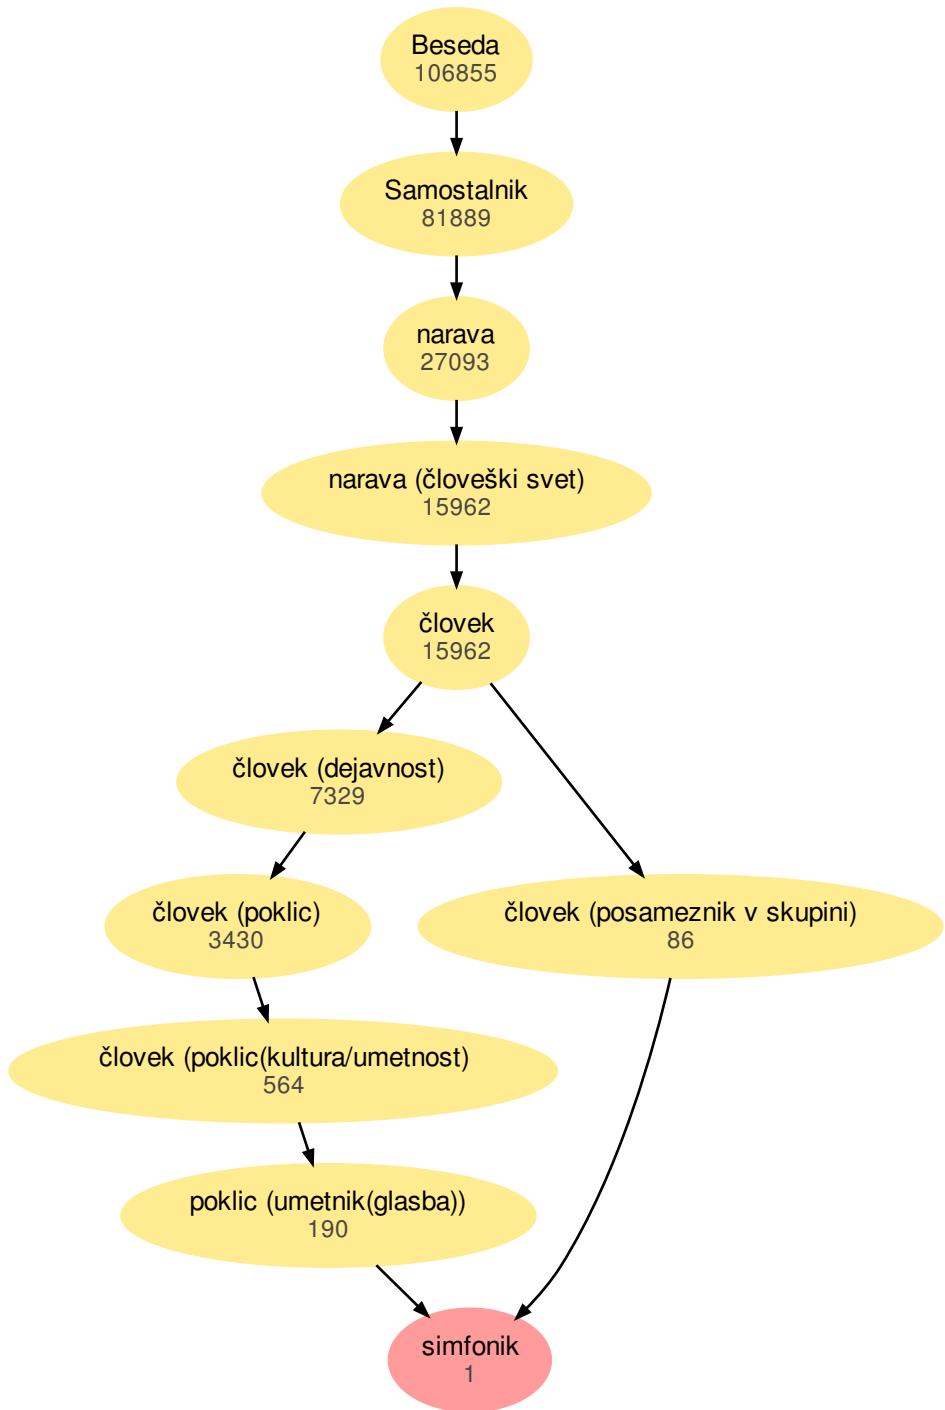 Beseda
106855
Samostalnik
81889
narava
27093
narava (človeški svet)
15962
človek
15962
človek (dejavnost)
7329
človek (poklic)
3430
človek (posameznik v skupini)
86
človek (poklic(kultura/umetnost)
564
poklic (umetnik(glasba))
190
simfonik
1